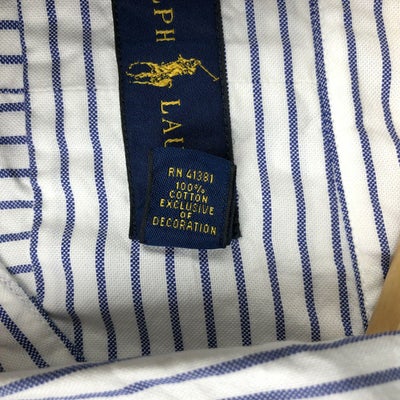 LPH
LAU
RN 41381
100%
COTTON
EXCLUSIVE
OF
DECORATION